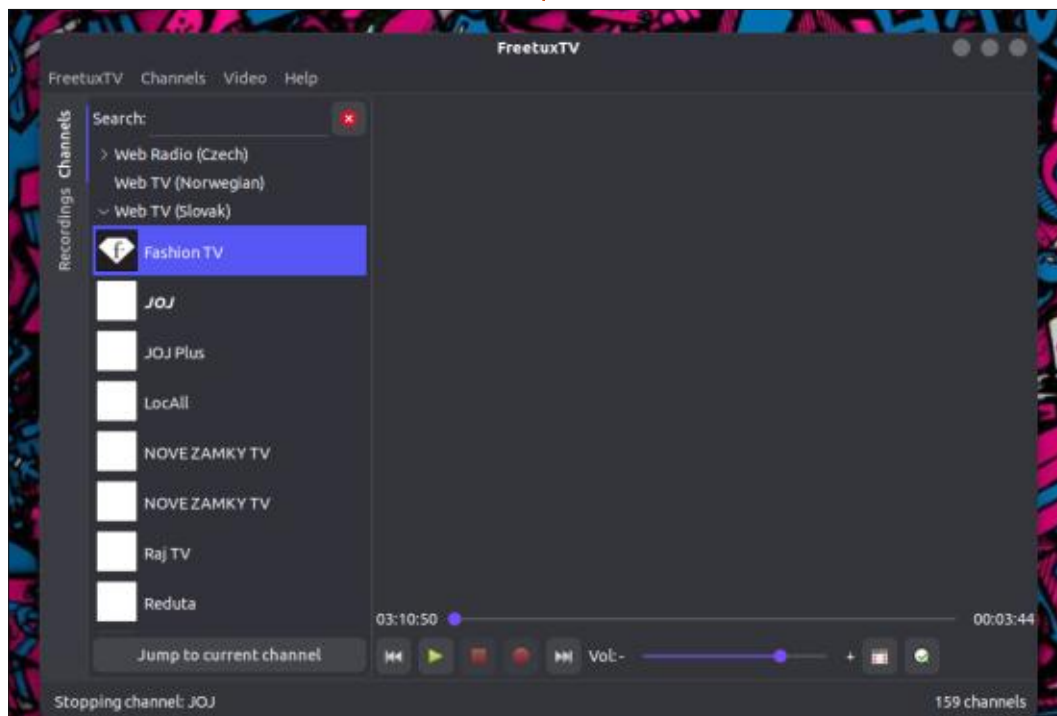 FreetuxTV
FreetuxTV Channels Video Help
Channels
Recordings
Search:
Web Radio (Czech)
Web TV (Norwegian)
Web TV (Slovak)
f
Fashion TV
JOJ
JOJ Plus
LocAll
NOVE ZAMKY TV
NOVE ZAMKY TV
Raj TV
Reduta
Jump to current channel
03:10:50
00:03:44
Vol: - +
Stopping channel: JOJ
159 channels